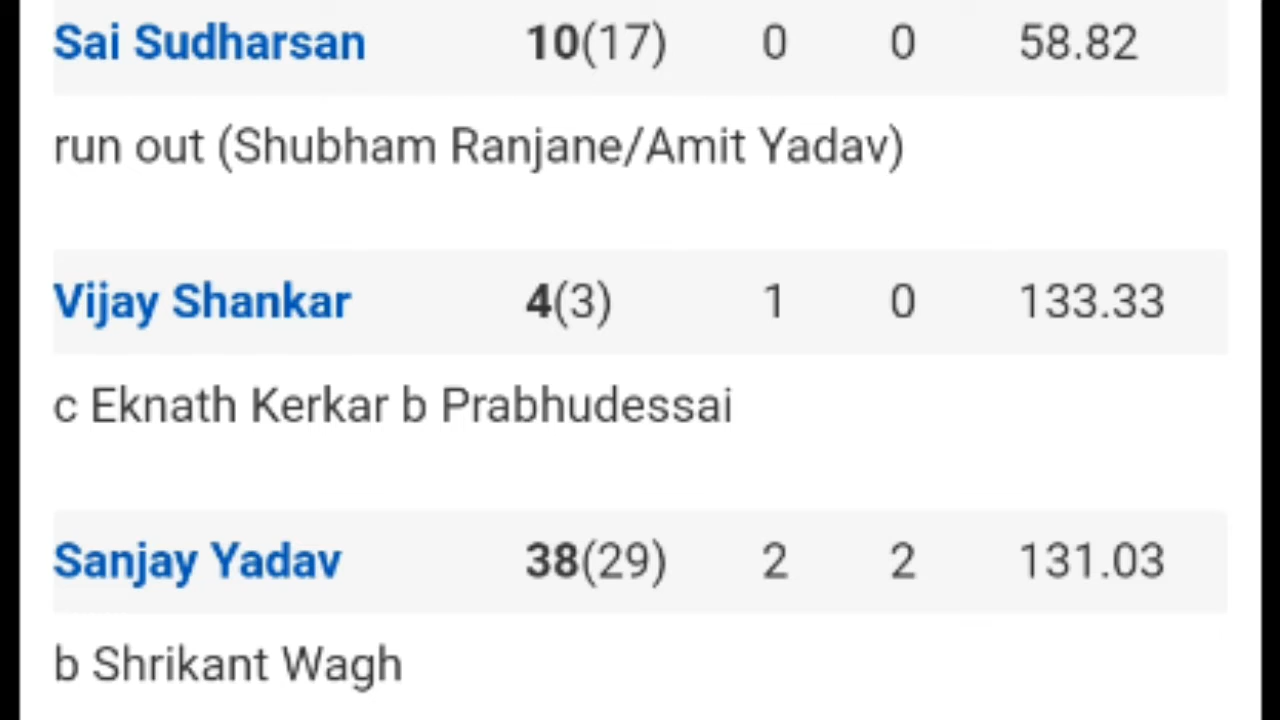 Sai Sudharsan 10(17) 0 0 58.82
run out (Shubham Ranjane/Amit Yadav)
Vijay Shankar 4(3) 1 0 133.33
c Eknath Kerkar b Prabhudessai
Sanjay Yadav 38(29) 2 2 131.03
b Shrikant Wagh